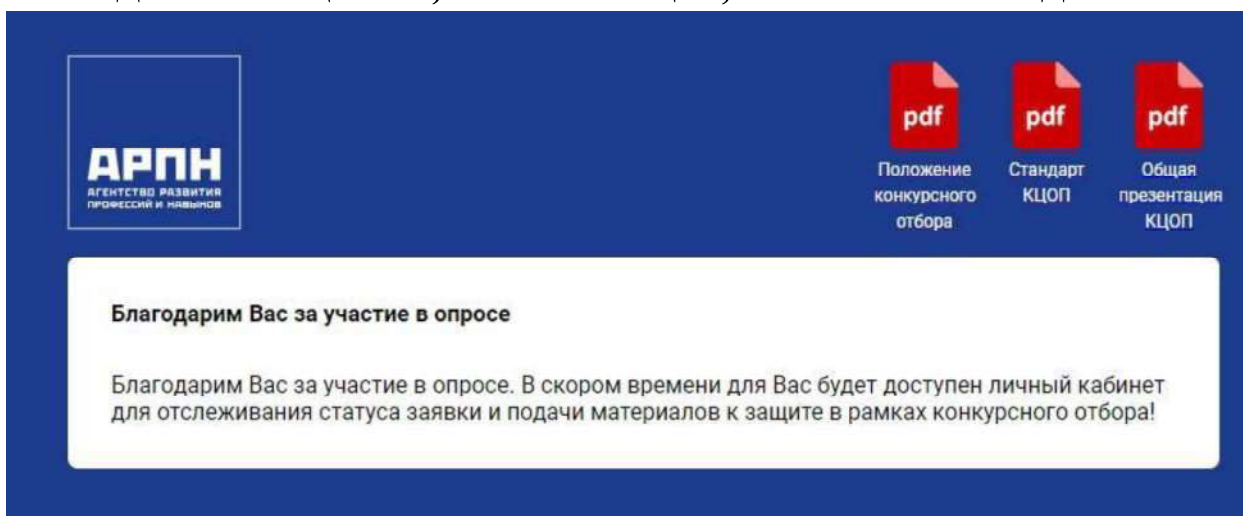 АРПН
АГЕНТСТВО РАЗВИТИЯ
ПРОФЕССИЙ И НАВЫКОВ
pdf
Положение
конкурсного
отбора
pdf
Стандарт
КЦОП
pdf
Общая
презентация
КЦОП
Благодарим Вас за участие в опросе
Благодарим Вас за участие в опросе. В скором времени для Вас будет доступен личный кабинет
для отслеживания статуса заявки и подачи материалов к защите в рамках конкурсного отбора!